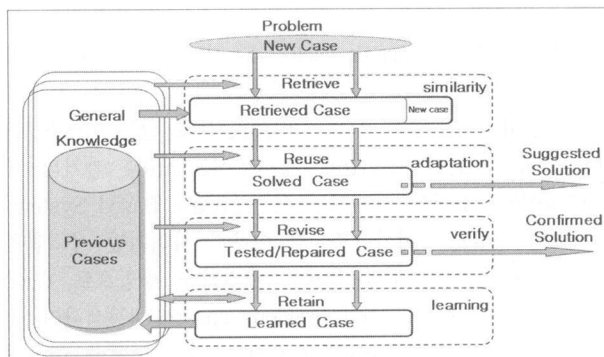 Problem
New Case
Retrieve
similarity
General
Retrieved Case
New case
Knowledge
Reuse
adaptation
Suggested
Solution
Solved Case
Previous
Cases
Revise
verify
Confirmed
Solution
Tested/Repaired Case
Retain
learning
Learned Case